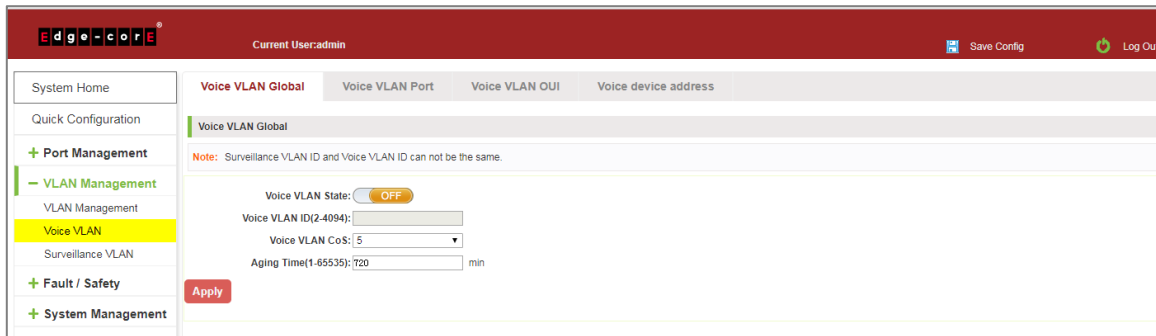 Edge-corE®
Current User:admin
Save Config
Log Ou
System Home
Quick Configuration
+ Port Management
− VLAN Management
VLAN Management
Voice VLAN
Surveillance VLAN
+ Fault / Safety
+ System Management
Voice VLAN Global Voice VLAN Port Voice VLAN OUI Voice device address
Voice VLAN Global
Note: Surveillance VLAN ID and Voice VLAN ID can not be the same.
Voice VLAN State: OFF
Voice VLAN ID(2-4094):
Voice VLAN CoS: 5
Aging Time(1-65535): 720 min
Apply